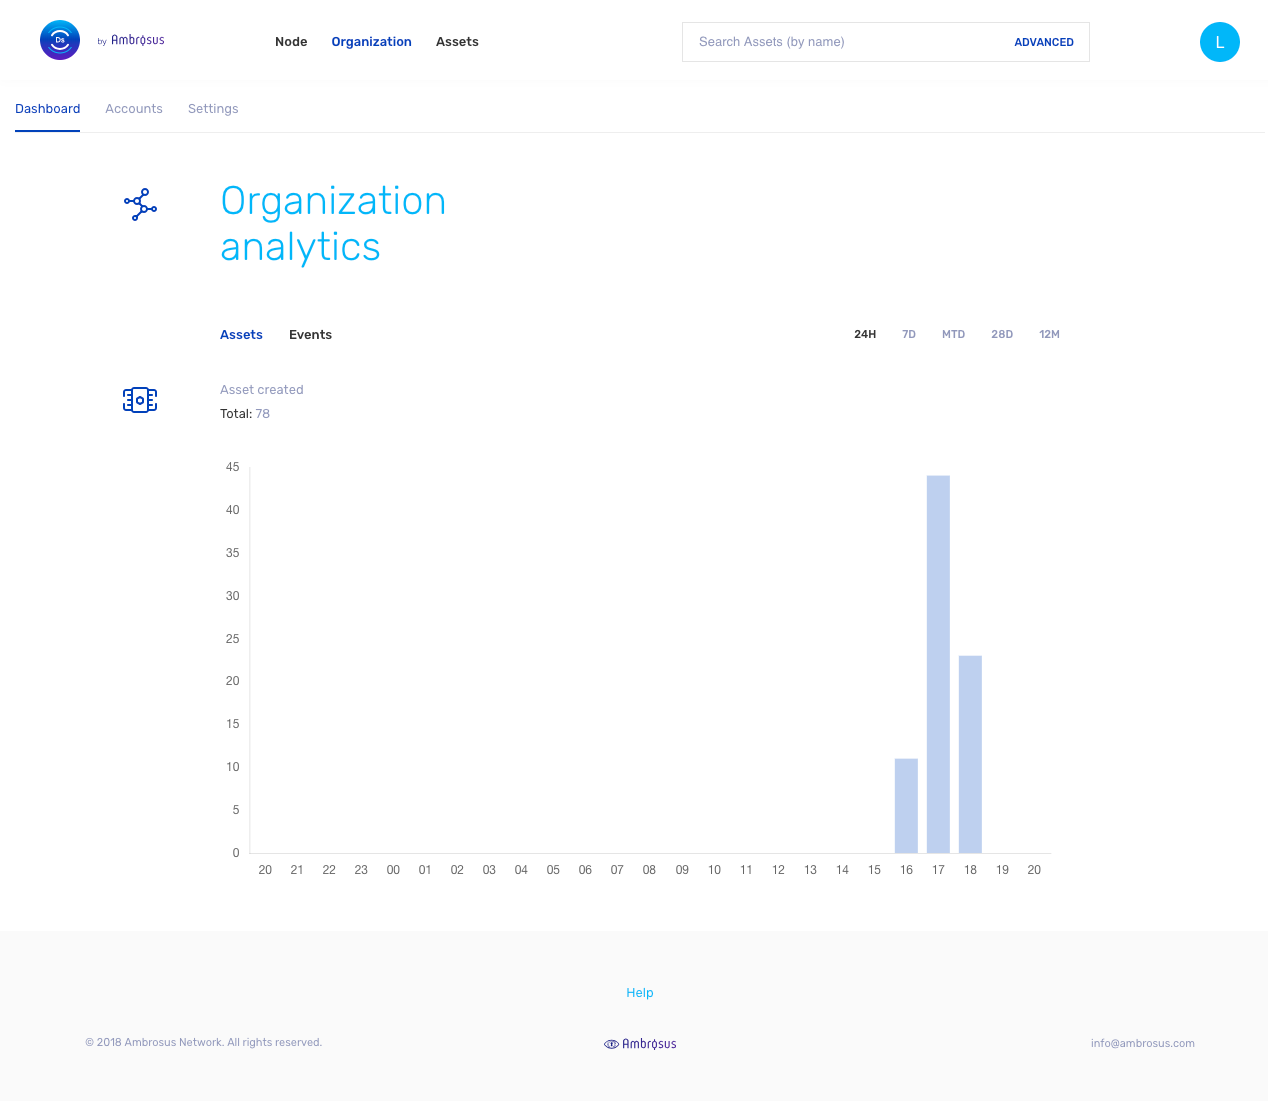 Ds
by Ambrosus
Node Organization Assets
Search Assets (by name) ADVANCED
L
Dashboard Accounts Settings
Organization
analytics
Assets Events
24H 7D MTD 28D 12M
Asset created
Total: 78
45
40
35
30
25
20
15
10
5
0
20 21 22 23 00 01 02 03 04 05 06 07 08 09 10 11 12 13 14 15 16 17 18 19 20
Help
© 2018 Ambrosus Network. All rights reserved.
Ambrosus
info@ambrosus.com